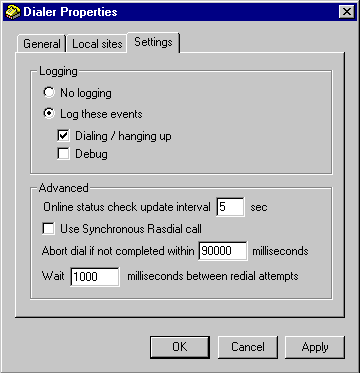 Dialer Properties
General Local sites Settings
Logging
No logging
Log these events
Dialing / hanging up
Debug
Advanced
Online status check update interval 5 sec
Use Synchronous Rasdial call
Abort dial if not completed within 90000 milliseconds
Wait 1000 milliseconds between redial attempts
OK Cancel Apply